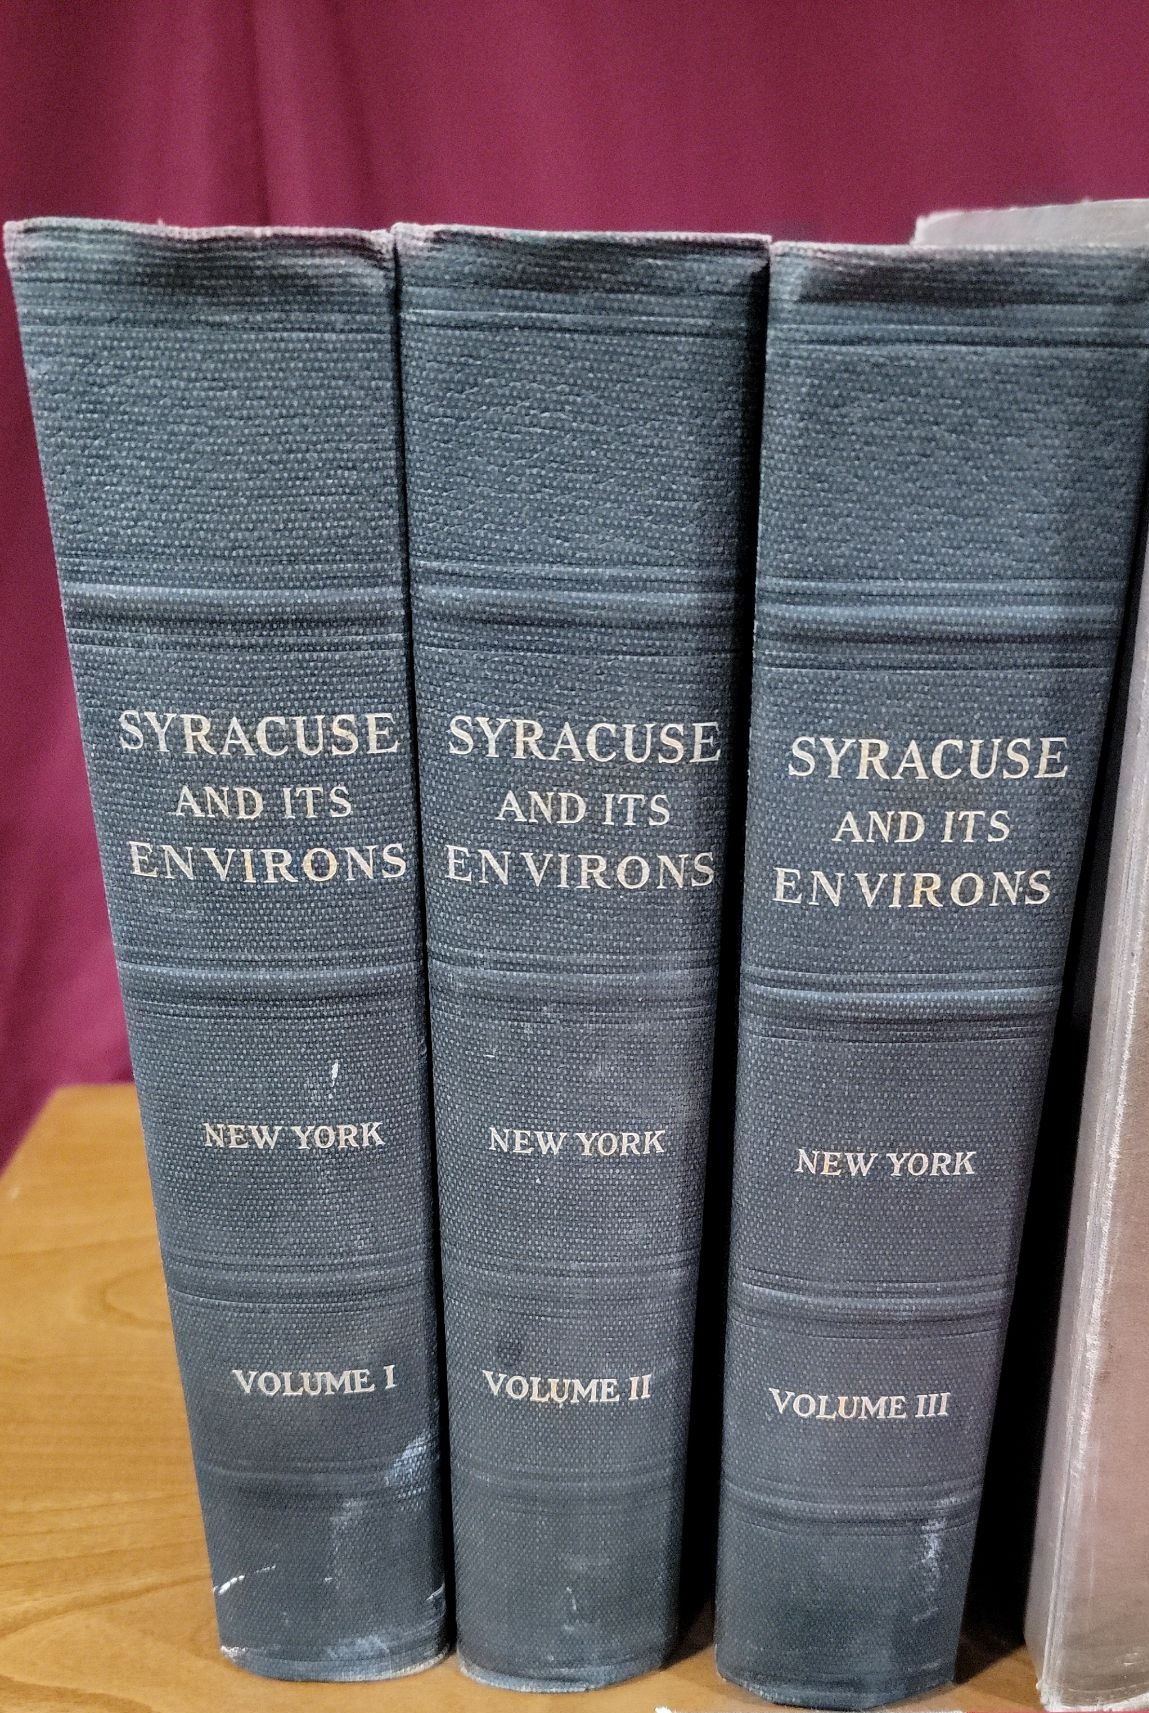 SYRACUSE
AND ITS
ENVIRONS
NEW YORK
VOLUME I
SYRACUSE
AND ITS
ENVIRONS
NEW YORK
VOLUME II
SYRACUSE
AND ITS
ENVIRONS
NEW YORK
VOLUME III